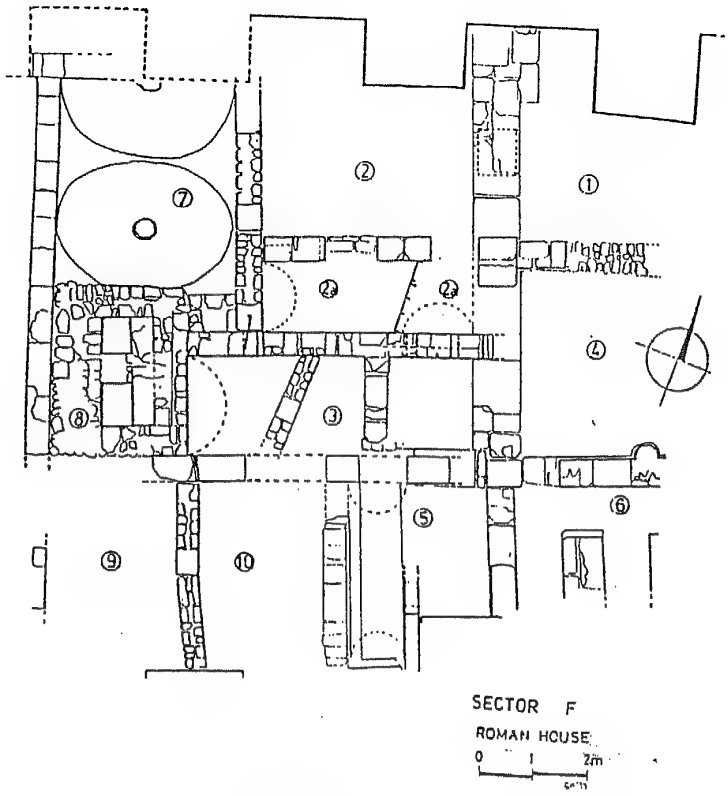 ⑦
②
①
②a
②a
④
③
⑧
⑤
⑥
⑨
⑩
SECTOR F
ROMAN HOUSE
0 1 2m